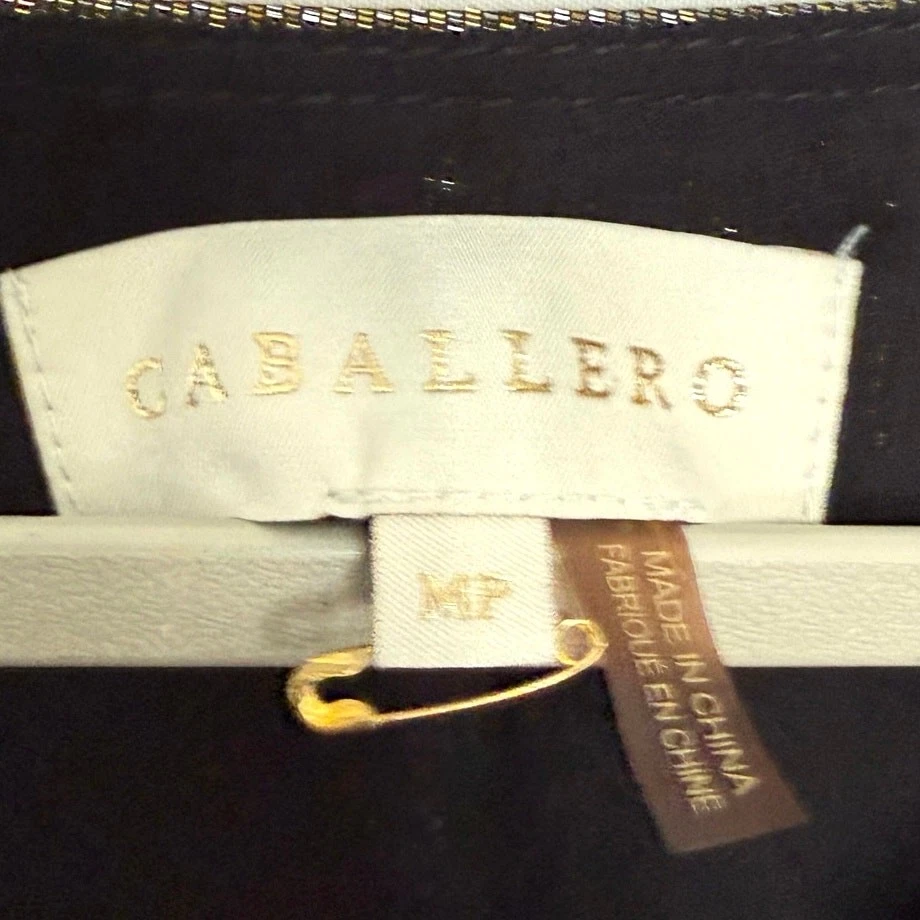 CABALLERO
MP
MADE IN CHINA
FABRIQUÉ EN CHINE